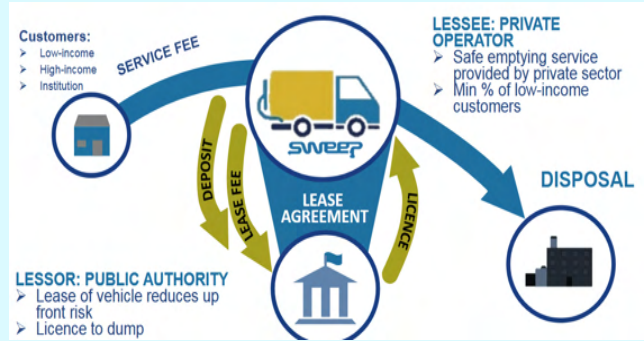 Customers:
➢ Low-income
➢ High-income
➢ Institution
SERVICE FEE
LESSEE: PRIVATE
OPERATOR
➢ Safe emptying service
provided by private sector
➢ Min % of low-income
customers
sweep
DEPOSIT
LEASE FEE
LEASE
AGREEMENT
LICENCE
DISPOSAL
LESSOR: PUBLIC AUTHORITY
➢ Lease of vehicle reduces up
front risk
➢ Licence to dump